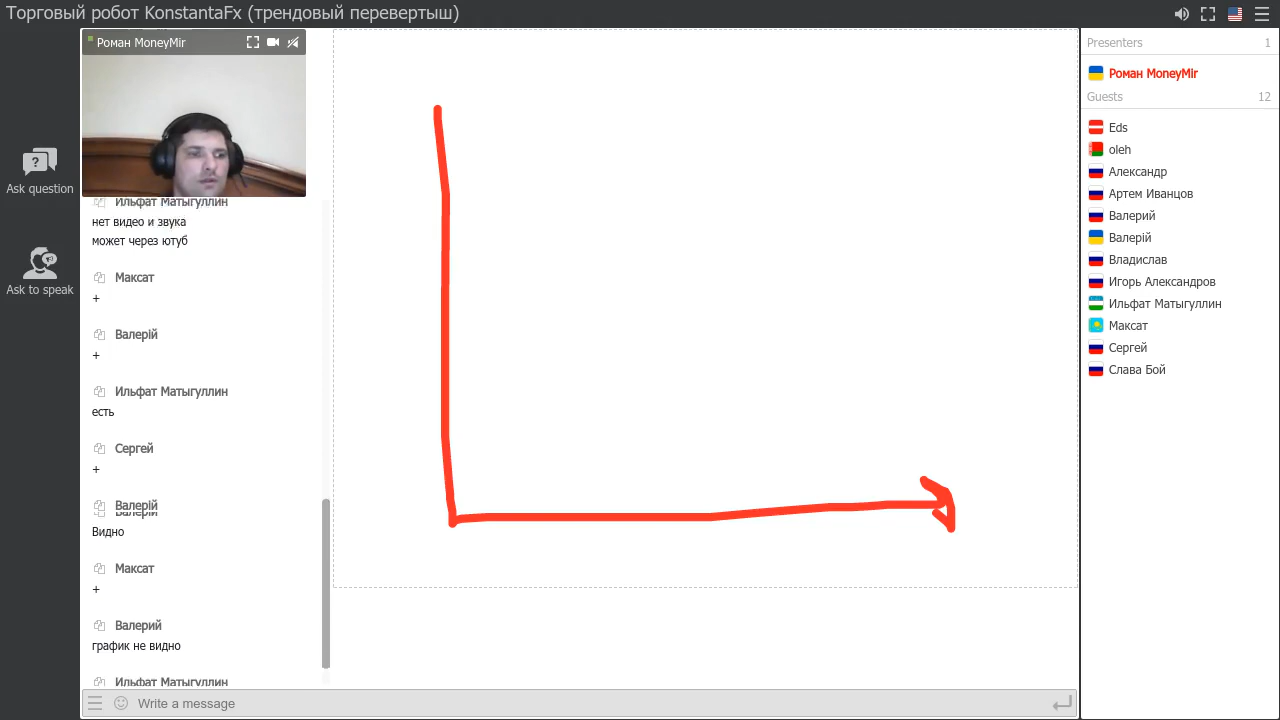 Торговый робот KonstantaFx (трендовый перевертыш)
Роман MoneyMir
Ask question
Ask to speak
Ильфат Матыгуллин
нет видео и звука
может через ютуб
Максат
+
Валерій
+
Ильфат Матыгуллин
есть
Сергей
+
Валерій
Валерій
Видно
Максат
+
Валерий
график не видно
Ильфат Матыгуллин
Write a message
Presenters 1
Роман MoneyMir
Guests 12
Eds
oleh
Александр
Артем Иванцов
Валерий
Валерій
Владислав
Игорь Александров
Ильфат Матыгуллин
Максат
Сергей
Слава Бой